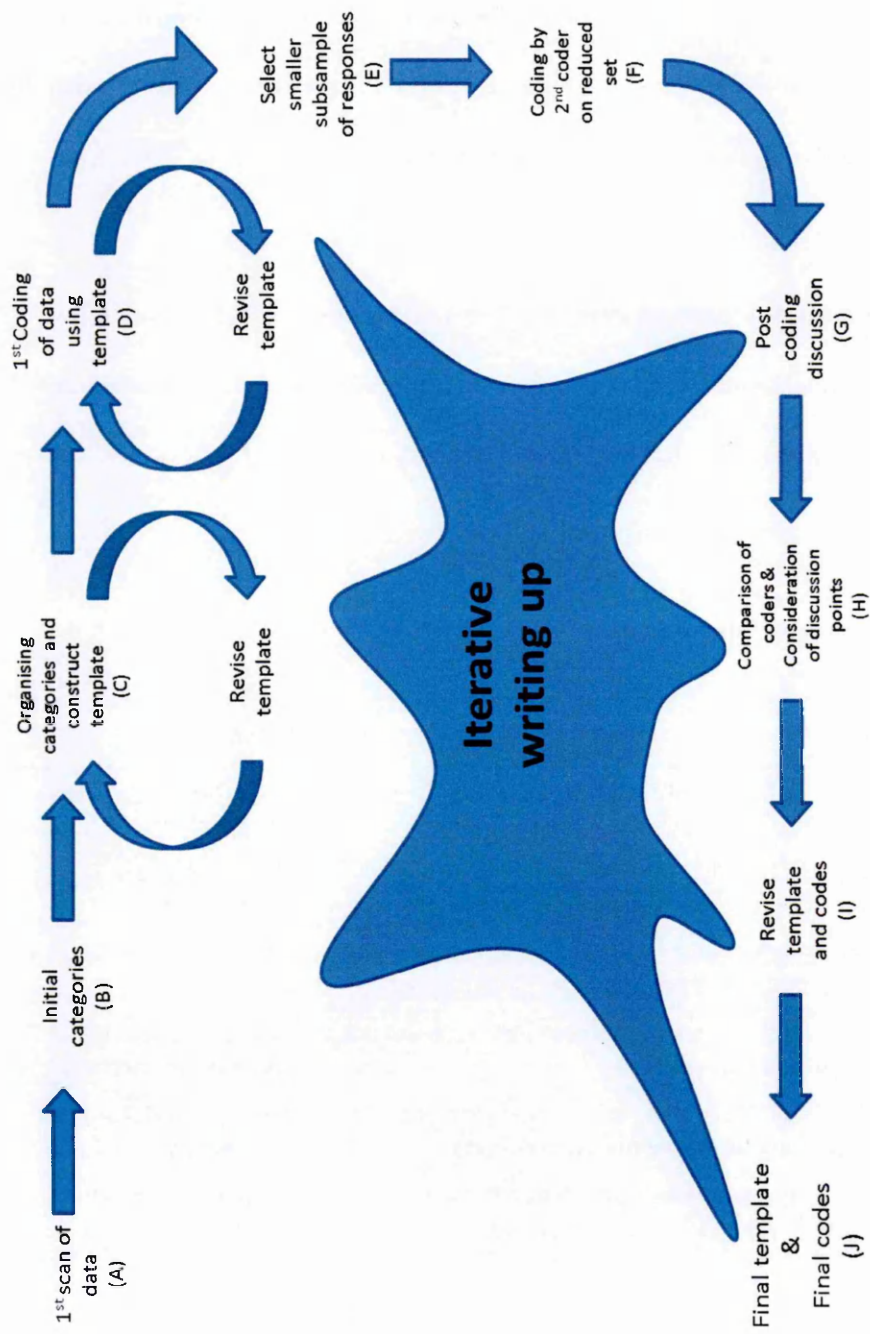 1st scan of
data
(A)
Initial
categories
(B)
Organising
categories and
construct
template
(C)
Revise
template
1st Coding
of data
using
template
(D)
Revise
template
Select
smaller
subsample
of responses
(E)
Coding by
2nd coder
on reduced
set
(F)
Post
coding
discussion
(G)
Comparison of
coders &
Consideration
of discussion
points
(H)
Revise
template
and codes
(I)
Final template
&
Final codes
(J)
Iterative
writing up